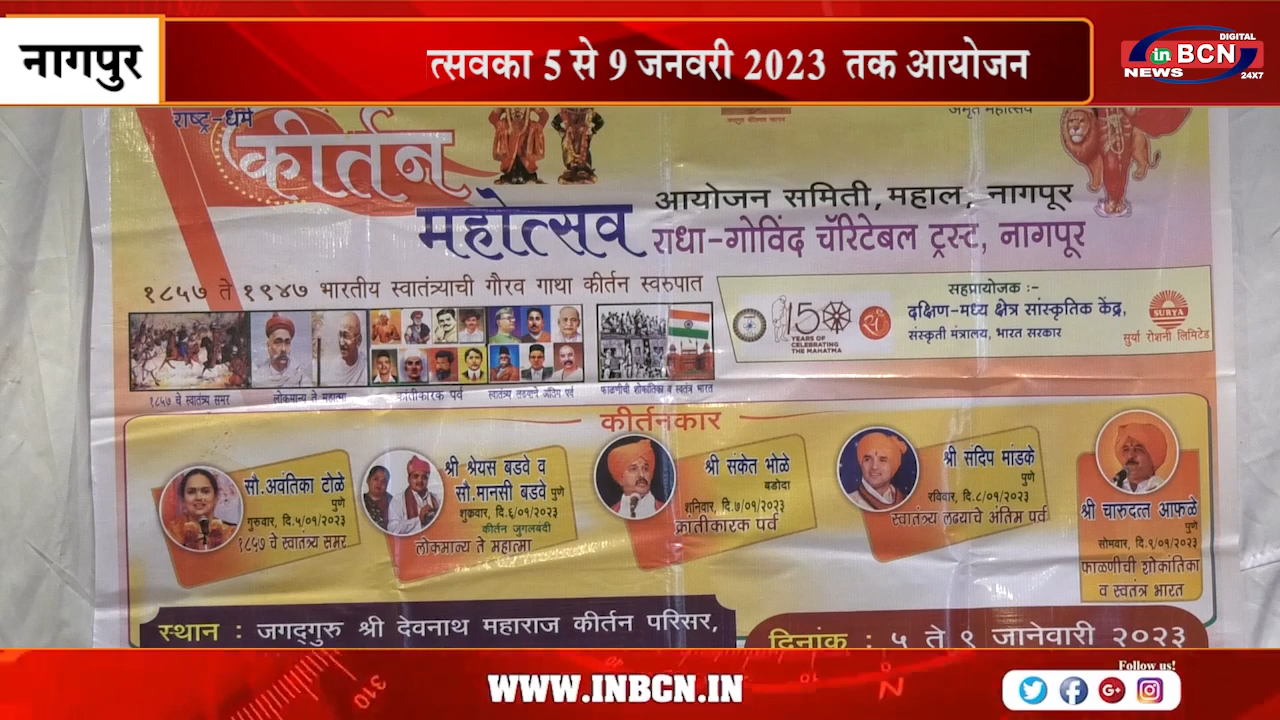 नागपुर
त्सवका 5 से 9 जनवरी 2023 तक आयोजन
DIGITAL
in BCN
NEWS
24X7
राष्ट्र-धर्म
कीर्तन
महोत्सव
अमृत महोत्सव
आयोजन समिती, महाल, नागपूर
राधा-गोविंद चॅरिटेबल ट्रस्ट, नागपूर
१८५७ ते १९४७ भारतीय स्वातंत्र्याची गौरव गाथा कीर्तन स्वरुपात
सहप्रायोजक :-
दक्षिण-मध्य क्षेत्र सांस्कृतिक केंद्र,
संस्कृती मंत्रालय, भारत सरकार
150
YEARS OF
CELEBRATING
THE MAHATMA
SURYA
सुर्या रोशनी लिमिटेड
१८५७ चे स्वातंत्र्य समर
लोकमान्य ते महात्मा
क्रांतीकारक पर्व
स्वातंत्र्य लढ्याचे अंतिम पर्व
फाळणीची शोकांतिका व स्वतंत्र भारत
कीर्तनकार
सौ.अवंतिका टोळे
पुणे
गुरुवार, दि.५/०१/२०२३
१८५७ चे स्वातंत्र्य समर
श्री श्रेयस बडवे व
सौ.मानसी बडवे पुणे
शुक्रवार, दि.६/०१/२०२३
कीर्तन जुगलबंदी
लोकमान्य ते महात्मा
श्री संकेत भोळे
बडोदा
शनिवार, दि.७/०१/२०२३
क्रांतीकारक पर्व
श्री संदिप मांडके
पुणे
रविवार, दि.८/०१/२०२३
स्वातंत्र्य लढ्याचे अंतिम पर्व
श्री चारुदत्त आफळे
पुणे
सोमवार, दि.९/०१/२०२३
फाळणीची शोकांतिका
व स्वतंत्र भारत
स्थान : जगद्गुरु श्री देवनाथ महाराज कीर्तन परिसर,
दिनांक : ५ ते ९ जानेवारी २०२३
WWW.INBCN.IN
Follow us!